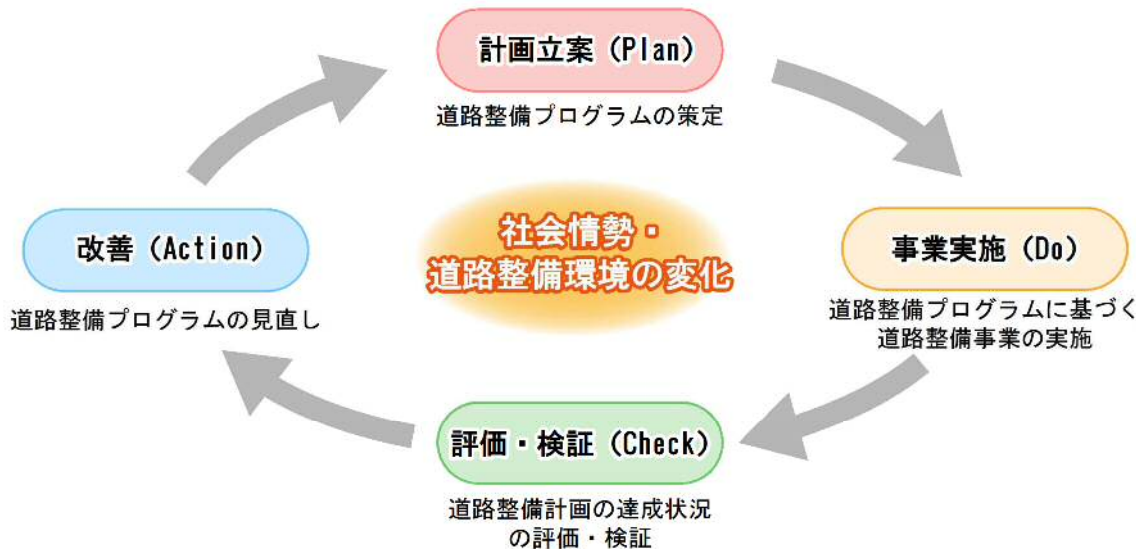 計画立案（Plan）
道路整備プログラムの策定
改善（Action）
道路整備プログラムの見直し
社会情勢・
道路整備環境の変化
事業実施（Do）
道路整備プログラムに基づく
道路整備事業の実施
評価・検証（Check）
道路整備計画の達成状況
の評価・検証